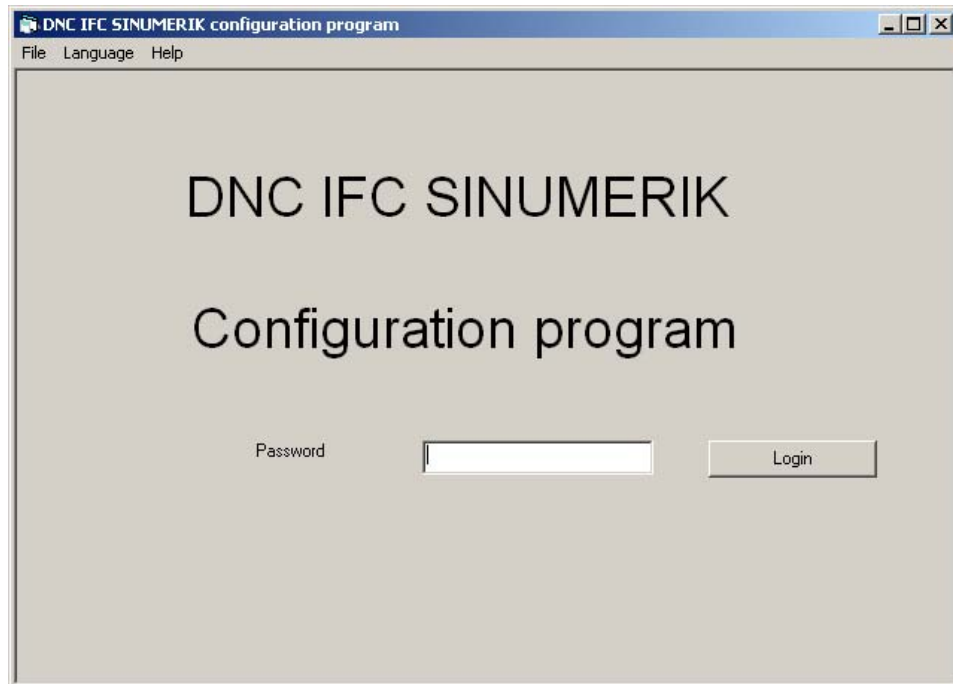 DNC IFC SINUMERIK configuration program
File Language Help
DNC IFC SINUMERIK
Configuration program
Password
Login